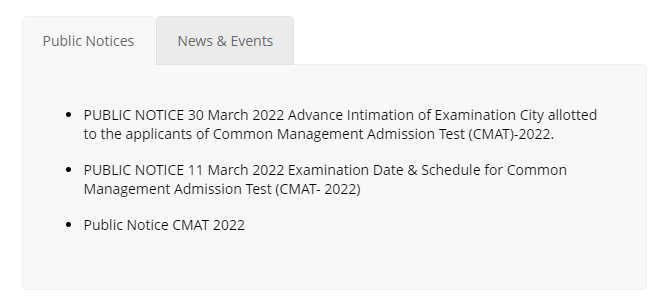 Public Notices
News & Events
PUBLIC NOTICE 30 March 2022 Advance Intimation of Examination City allotted
to the applicants of Common Management Admission Test (CMAT)-2022.
PUBLIC NOTICE 11 March 2022 Examination Date & Schedule for Common
Management Admission Test (CMAT- 2022)
Public Notice CMAT 2022